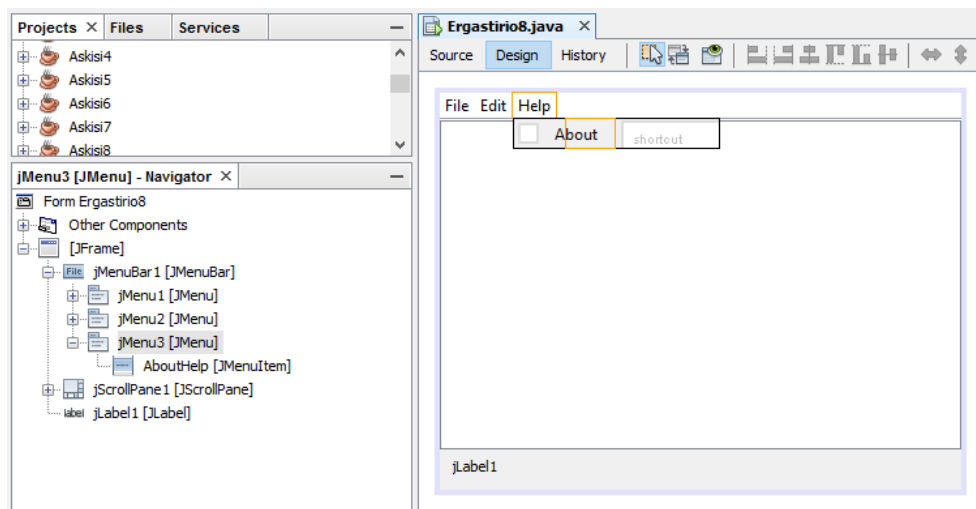 Projects Files Services
Askisi4
Askisi5
Askisi6
Askisi7
Askisi8
jMenu3 [JMenu] - Navigator
Form Ergastirio8
Other Components
[JFrame]
File jMenuBar1 [JMenuBar]
jMenu1 [JMenu]
jMenu2 [JMenu]
jMenu3 [JMenu]
AboutHelp [JMenuItem]
jScrollPane1 [JScrollPane]
label jLabel1 [JLabel]
Ergastirio8.java
Source Design History
File Edit Help
About shortcut
jLabel1